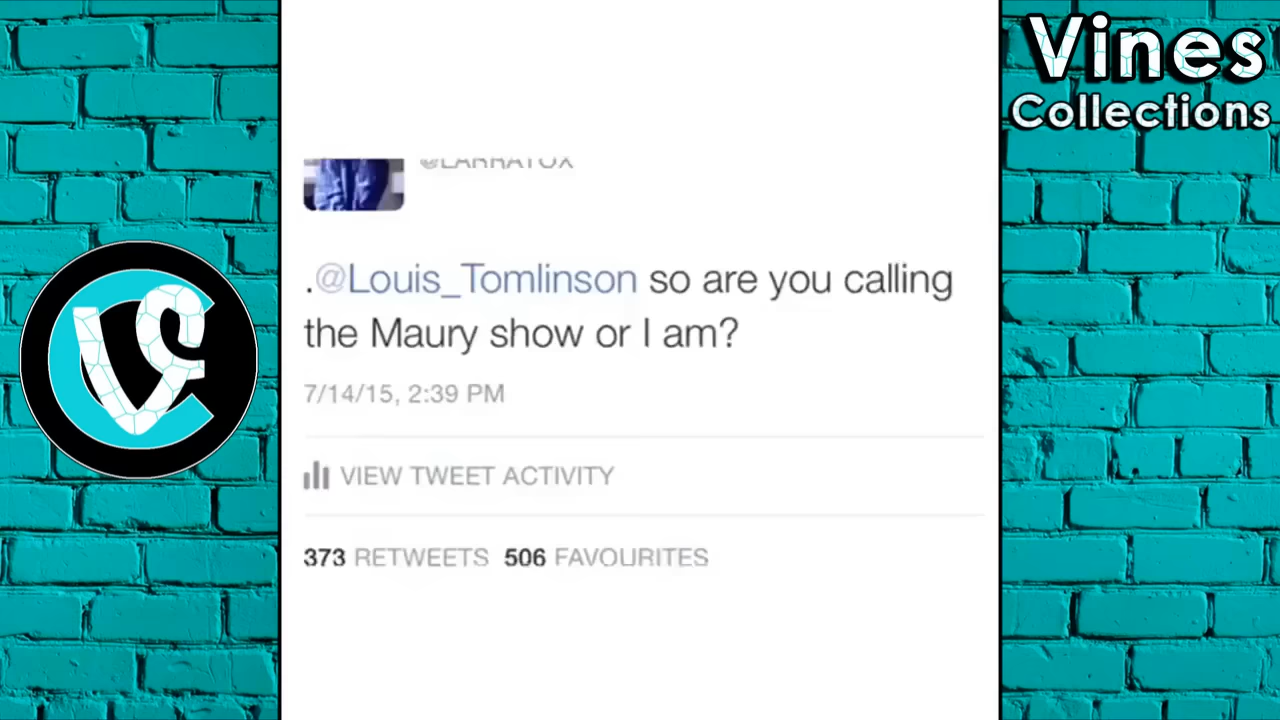 Vines
Collections
@LARRATOX
.@Louis_Tomlinson so are you calling
the Maury show or I am?
7/14/15, 2:39 PM
VIEW TWEET ACTIVITY
373 RETWEETS 506 FAVOURITES